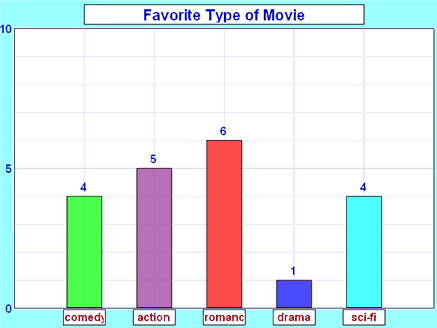 Favorite Type of Movie
10
6
5
5
4
4
1
0
comedy
action
romanc
drama
sci-fi